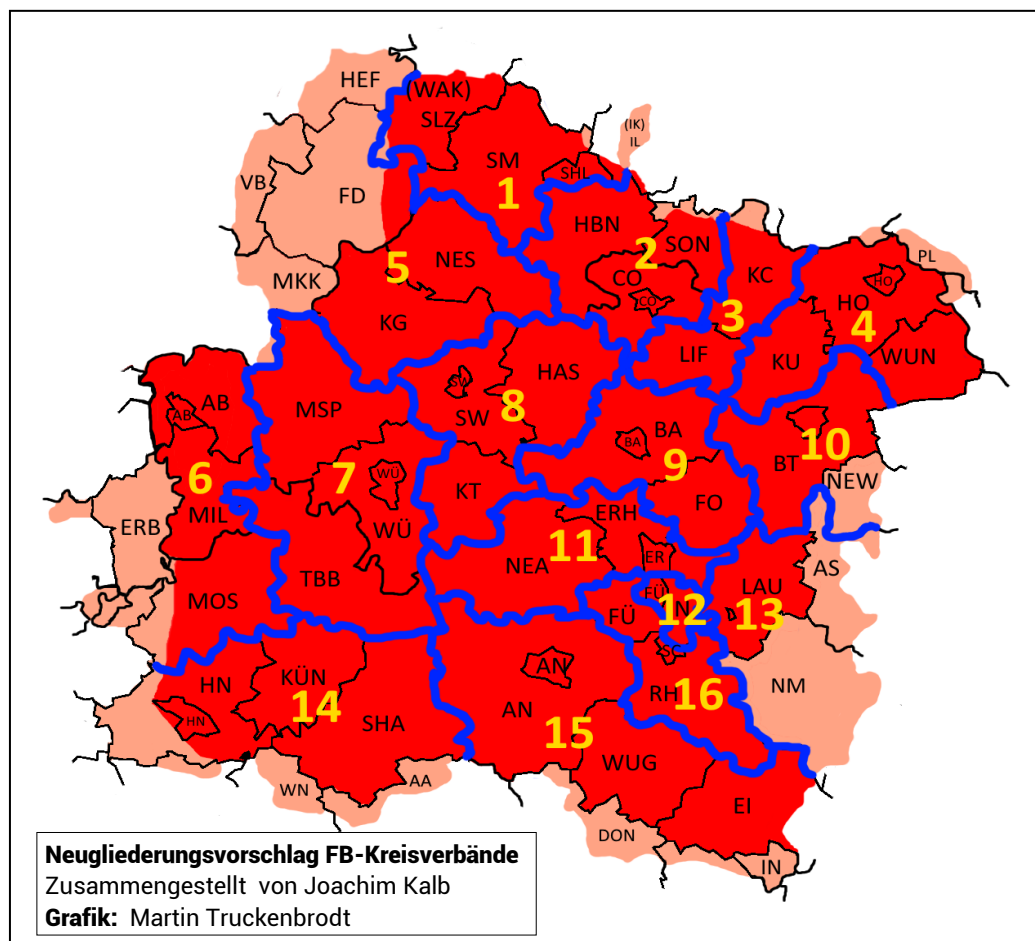 HEF
(WAK)
SLZ
(IK)
IL
SM
SHL
VB
FD
1
HBN
SON
2
NES
5
KC
PL
MKK
CO
CO
HO
HO
3
4
KG
LIF
KU
WUN
HAS
AB
AB
MSP
SW
SW
8
BA
BA
10
9
BT
6
7
WÜ
KT
NEW
MIL
ERH
FO
ERB
WÜ
11
ER
NEA
AS
TBB
LAU
FÜ
N
12
13
MOS
FÜ
SC
HN
KÜN
AN
RH
NM
14
16
HN
SHA
AN
15
WUG
AA
WN
EI
DON
IN
Neugliederungsvorschlag FB-Kreisverbände
Zusammengestellt von Joachim Kalb
Grafik: Martin Truckenbrodt